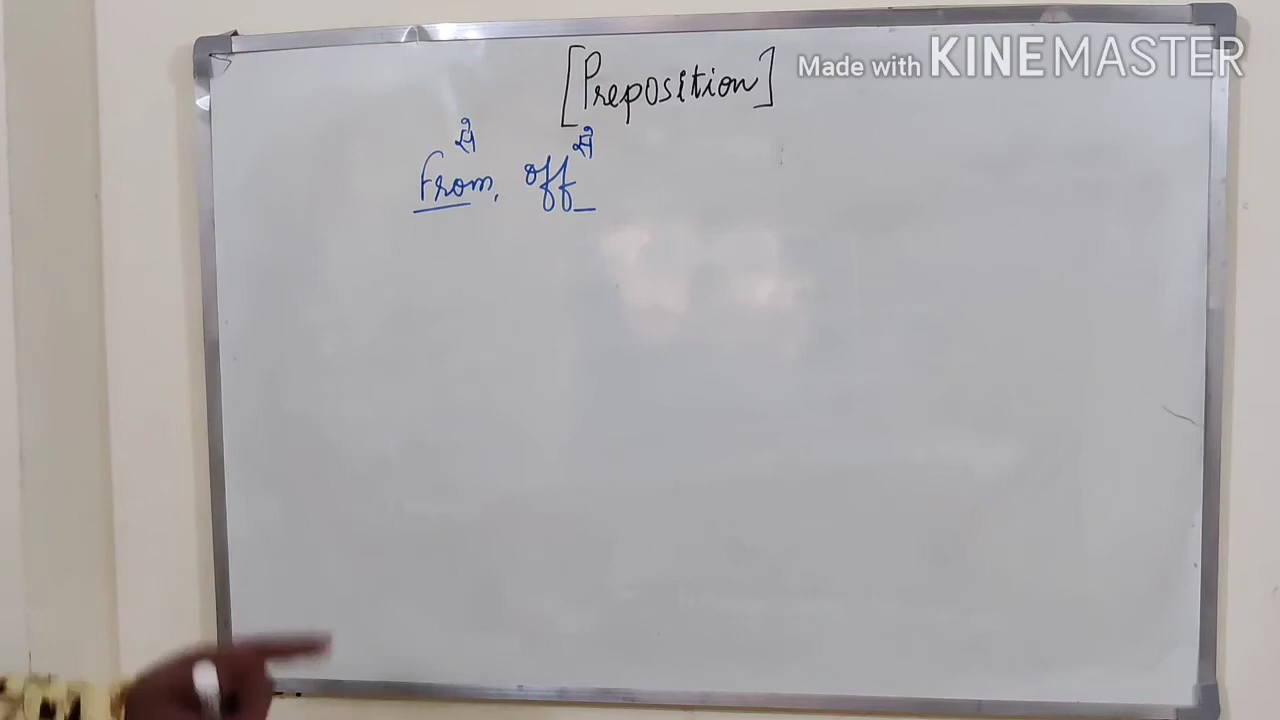 [Preposition]
Made with KINEMASTER
से से
From, off